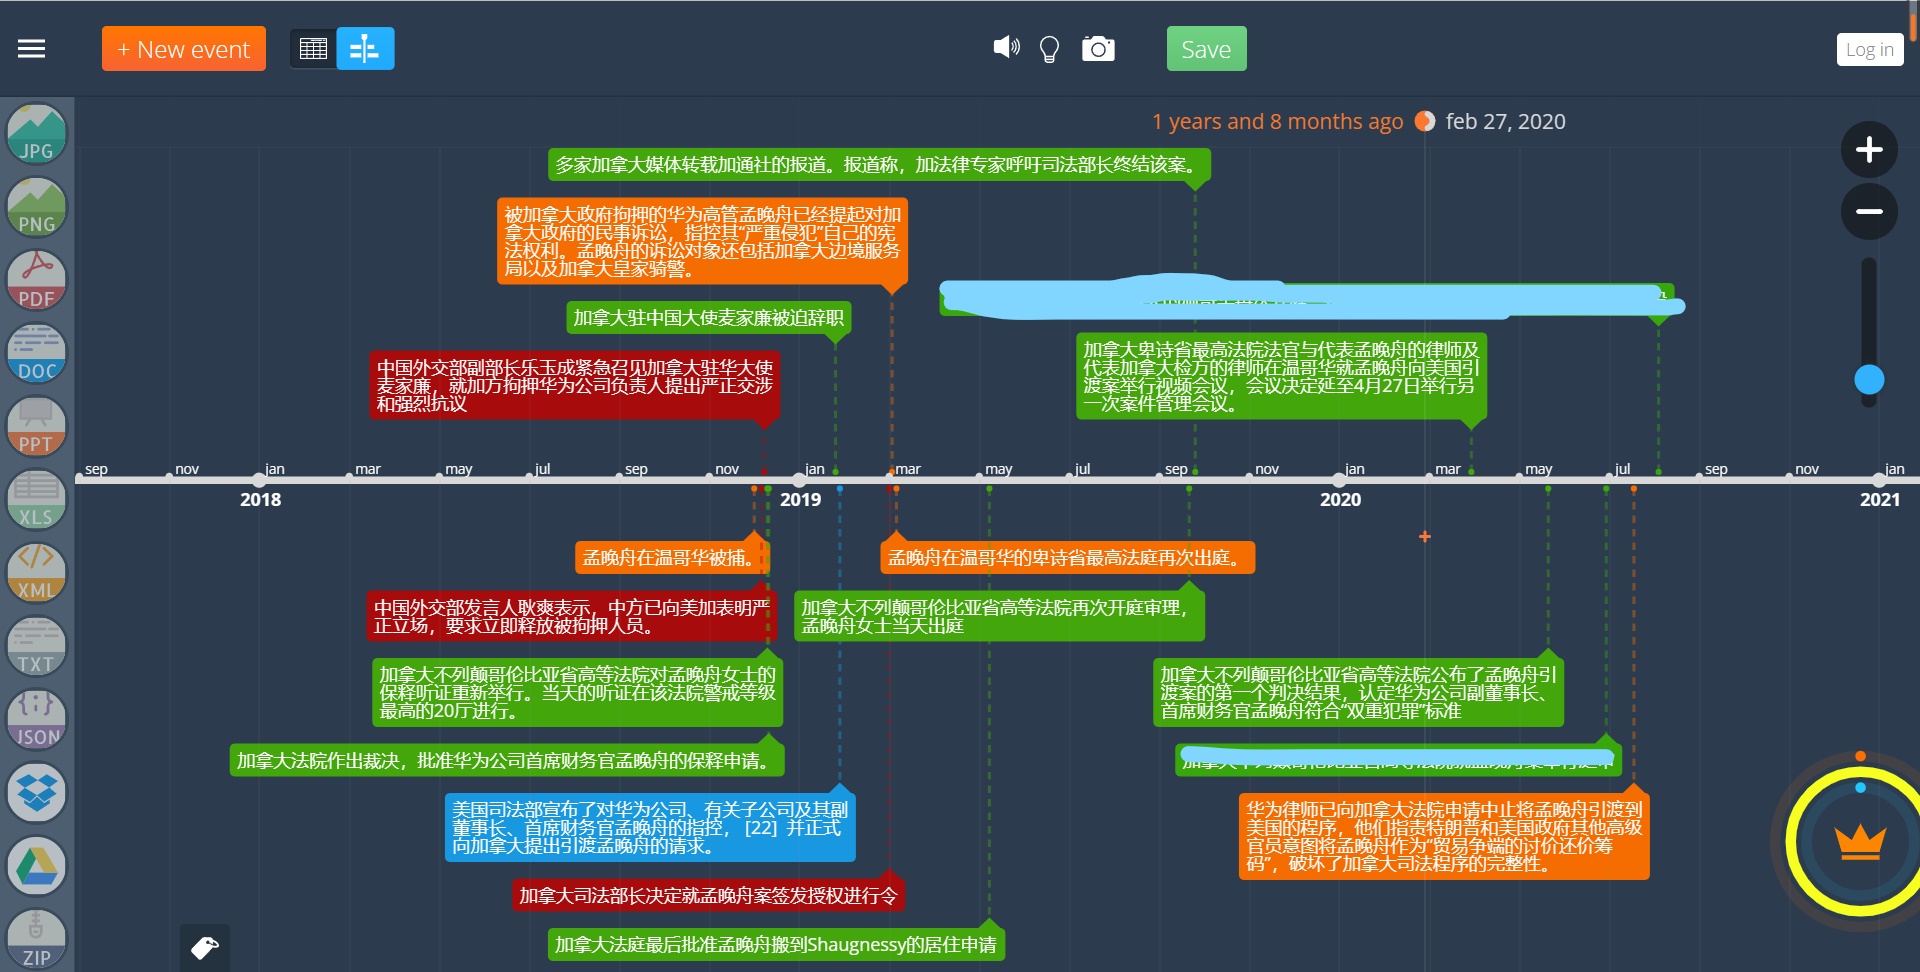 + New event
Save
Log in
1 years and 8 months ago
feb 27, 2020
JPG
PNG
PDF
DOC
PPT
XLS
XML
TXT
JSON
ZIP
多家加拿大媒体转载加通社的报道。报道称，加法律专家呼吁司法部长终结该案。
被加拿大政府拘押的华为高管孟晚舟已经提起对加
拿大政府的民事诉讼，指控其“严重侵犯”自己的宪
法权利。孟晚舟的诉讼对象还包括加拿大边境服务
局以及加拿大皇家骑警。
加拿大驻中国大使麦家廉被迫辞职
中国外交部副部长乐玉成紧急召见加拿大驻华大使
麦家廉，就加方拘押华为公司负责人提出严正交涉
和强烈抗议
加拿大卑诗省最高法院法官与代表孟晚舟的律师及
代表加拿大检方的律师在温哥华就孟晚舟向美国引
渡案举行视频会议，会议决定延至4月27日举行另
一次案件管理会议。
sep nov jan mar may jul sep nov jan mar may jul sep nov jan mar may jul sep nov jan
2018 2019 2020 2021
孟晚舟在温哥华被捕。
孟晚舟在温哥华的卑诗省最高法庭再次出庭。
中国外交部发言人耿爽表示，中方已向美加表明严
正立场，要求立即释放被拘押人员。
加拿大不列颠哥伦比亚省高等法院再次开庭审理，
孟晚舟女士当天出庭
加拿大不列颠哥伦比亚省高等法院对孟晚舟女士的
保释听证重新举行。当天的听证在该法院警戒等级
最高的20厅进行。
加拿大不列颠哥伦比亚省高等法院公布了孟晚舟引
渡案的第一个判决结果，认定华为公司副董事长、
首席财务官孟晚舟符合“双重犯罪”标准
加拿大法院作出裁决，批准华为公司首席财务官孟晚舟的保释申请。
美国司法部宣布了对华为公司、有关子公司及其副
董事长、首席财务官孟晚舟的指控， [22] 并正式
向加拿大提出引渡孟晚舟的请求。
华为律师已向加拿大法院申请中止将孟晚舟引渡到
美国的程序，他们指责特朗普和美国政府其他高级
官员意图将孟晚舟作为“贸易争端的讨价还价筹
码”，破坏了加拿大司法程序的完整性。
加拿大司法部长决定就孟晚舟案签发授权进行令
加拿大法庭最后批准孟晚舟搬到Shaugnessy的居住申请